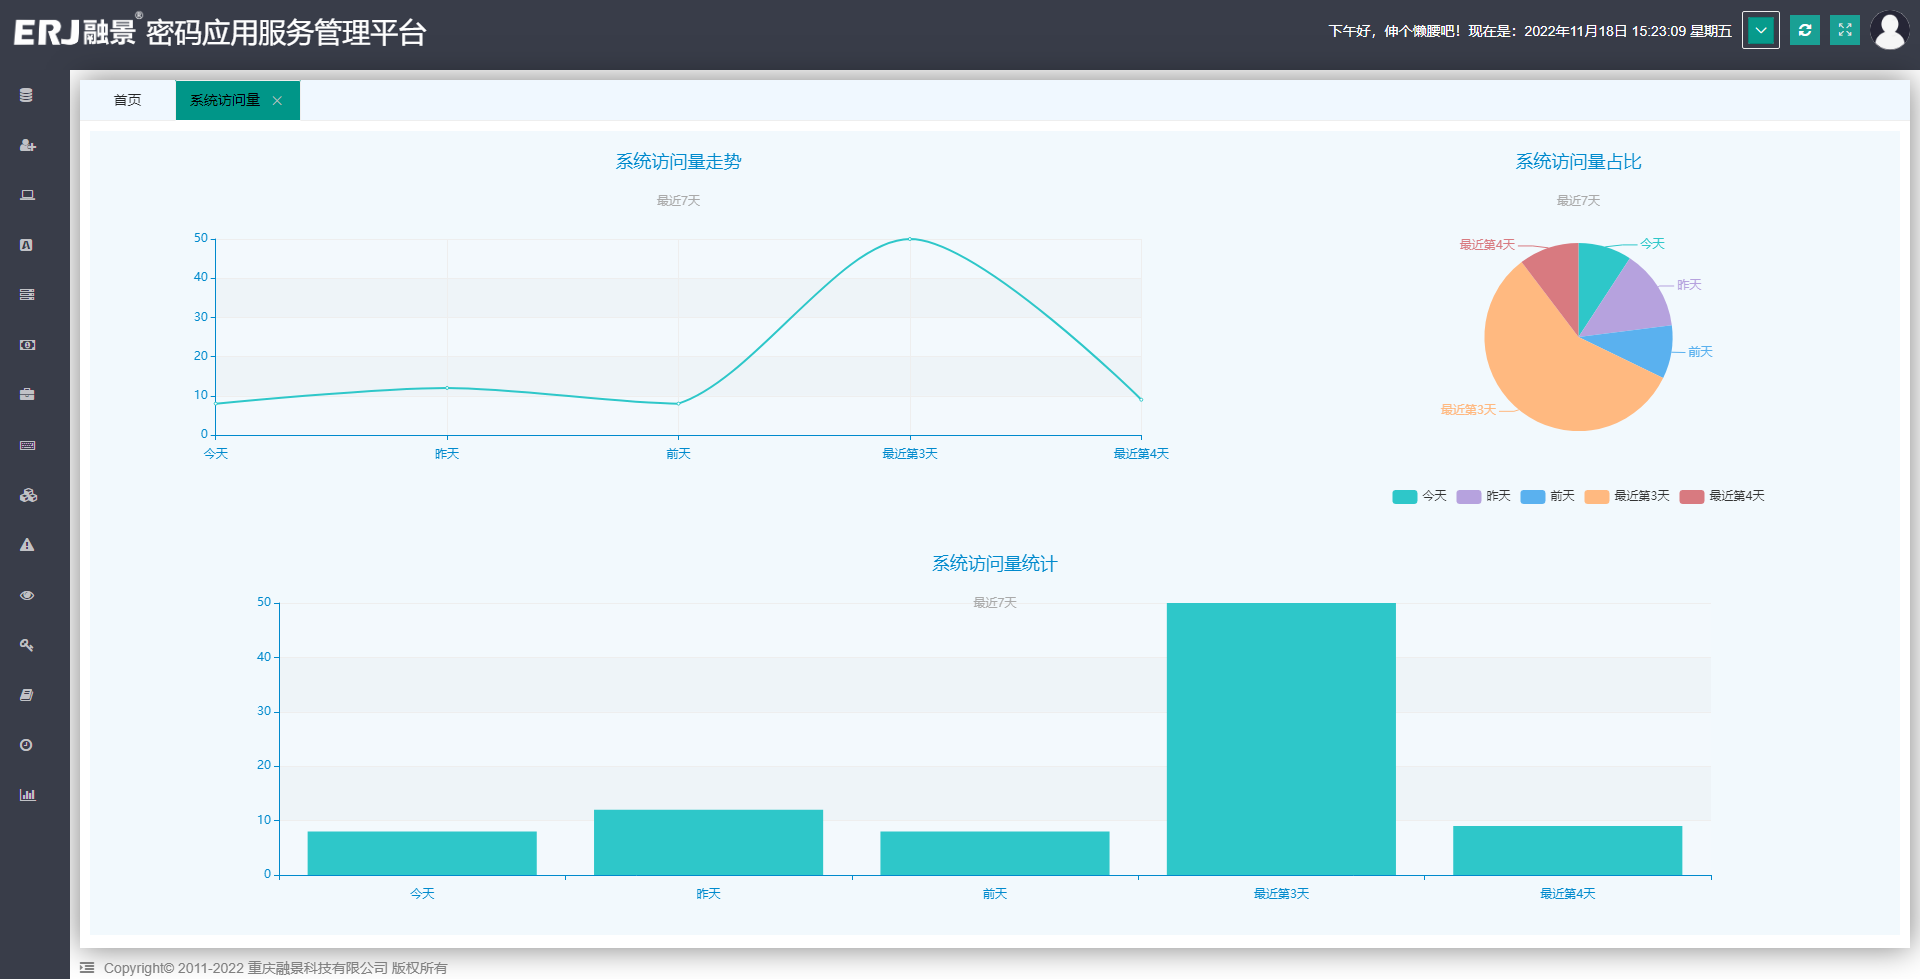 ERJ融景® 密码应用服务管理平台
下午好，伸个懒腰吧！现在是：2022年11月18日 15:23:09 星期五
首页
系统访问量
系统访问量走势
最近7天
50
40
30
20
10
0
今天 昨天 前天 最近第3天 最近第4天
系统访问量占比
最近7天
最近第4天
今天
昨天
前天
最近第3天
今天 昨天 前天 最近第3天 最近第4天
系统访问量统计
最近7天
50
40
30
20
10
0
今天 昨天 前天 最近第3天 最近第4天
Copyright© 2011-2022 重庆融景科技有限公司 版权所有